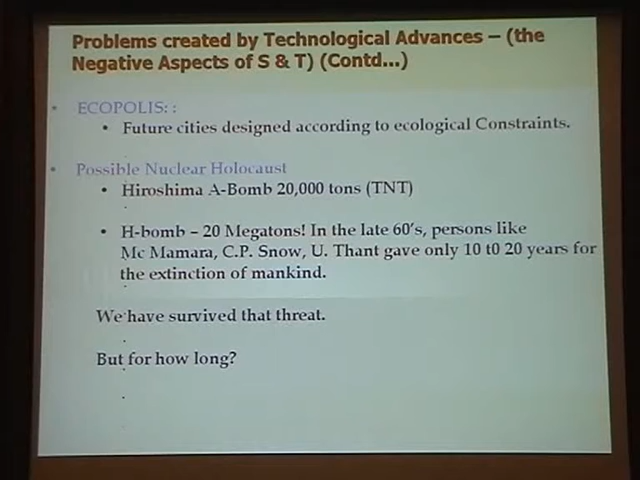 Problems created by Technological Advances – (the
Negative Aspects of S & T) (Contd...)
• ECOPOLIS: :
• Future cities designed according to ecological Constraints.
• Possible Nuclear Holocaust
• Hiroshima A-Bomb 20,000 tons (TNT)
• H-bomb – 20 Megatons! In the late 60's, persons like
Mc Mamara, C.P. Snow, U. Thant gave only 10 to 20 years for
the extinction of mankind.
We have survived that threat.
But for how long?